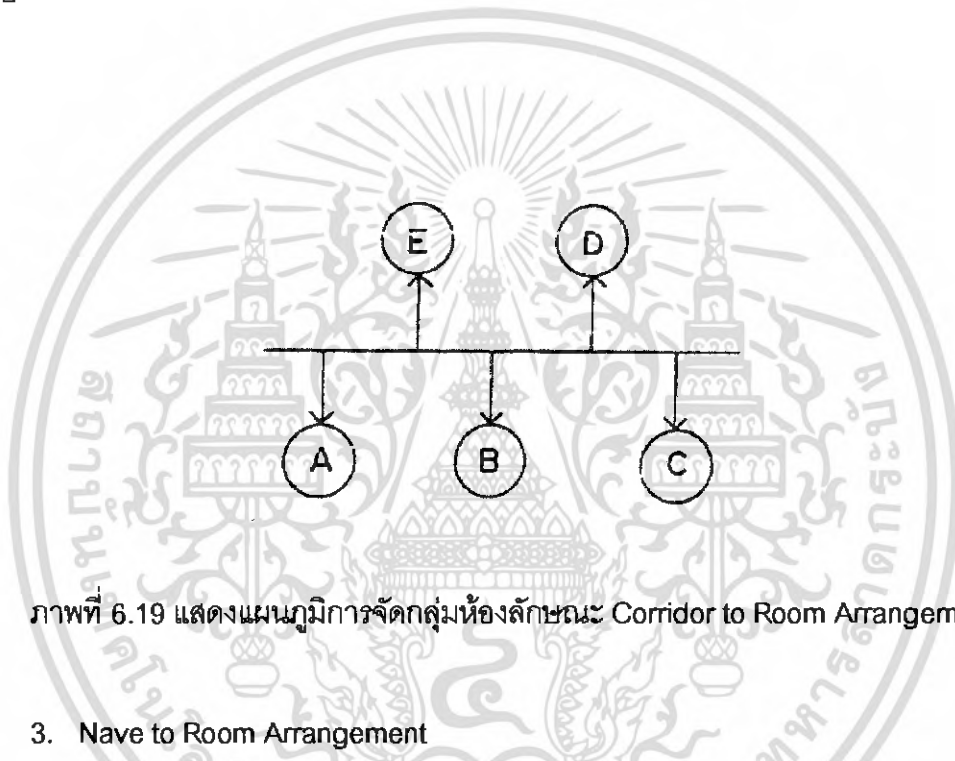 E D
A B C
ภาพที่ 6.19 แสดงแผนภูมิการจัดกลุ่มห้องลักษณะ Corridor to Room Arrangem
3. Nave to Room Arrangement